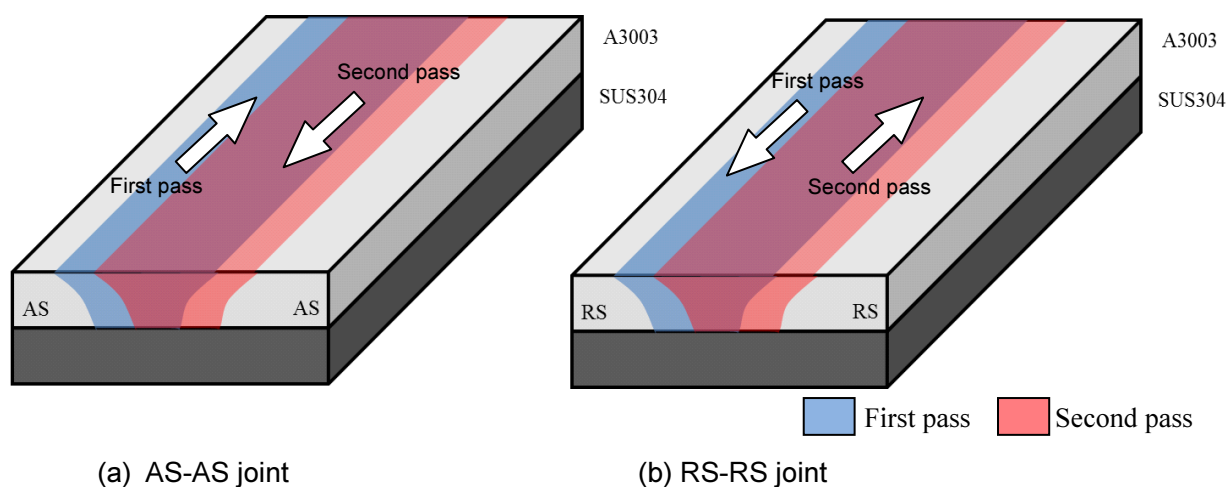 A3003
SUS304
Second pass
First pass
AS
AS
A3003
SUS304
First pass
Second pass
RS
RS
First pass
Second pass
(a) AS-AS joint
(b) RS-RS joint